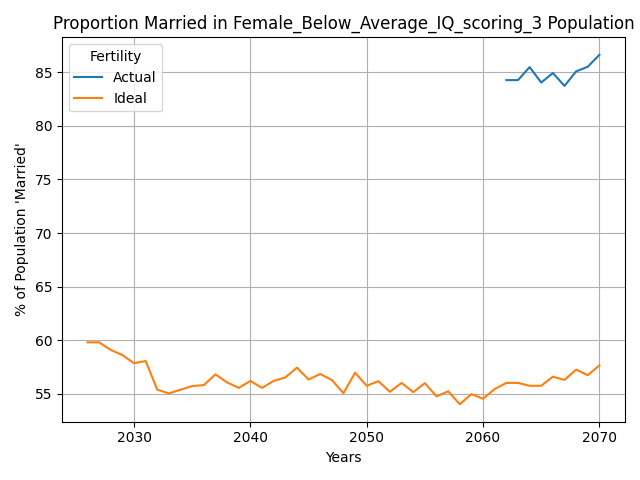 Proportion Married in Female_Below_Average_IQ_scoring_3 Population
Fertility
Actual
Ideal
% of Population 'Married'
85
80
75
70
65
60
55
2030 2040 2050 2060 2070
Years